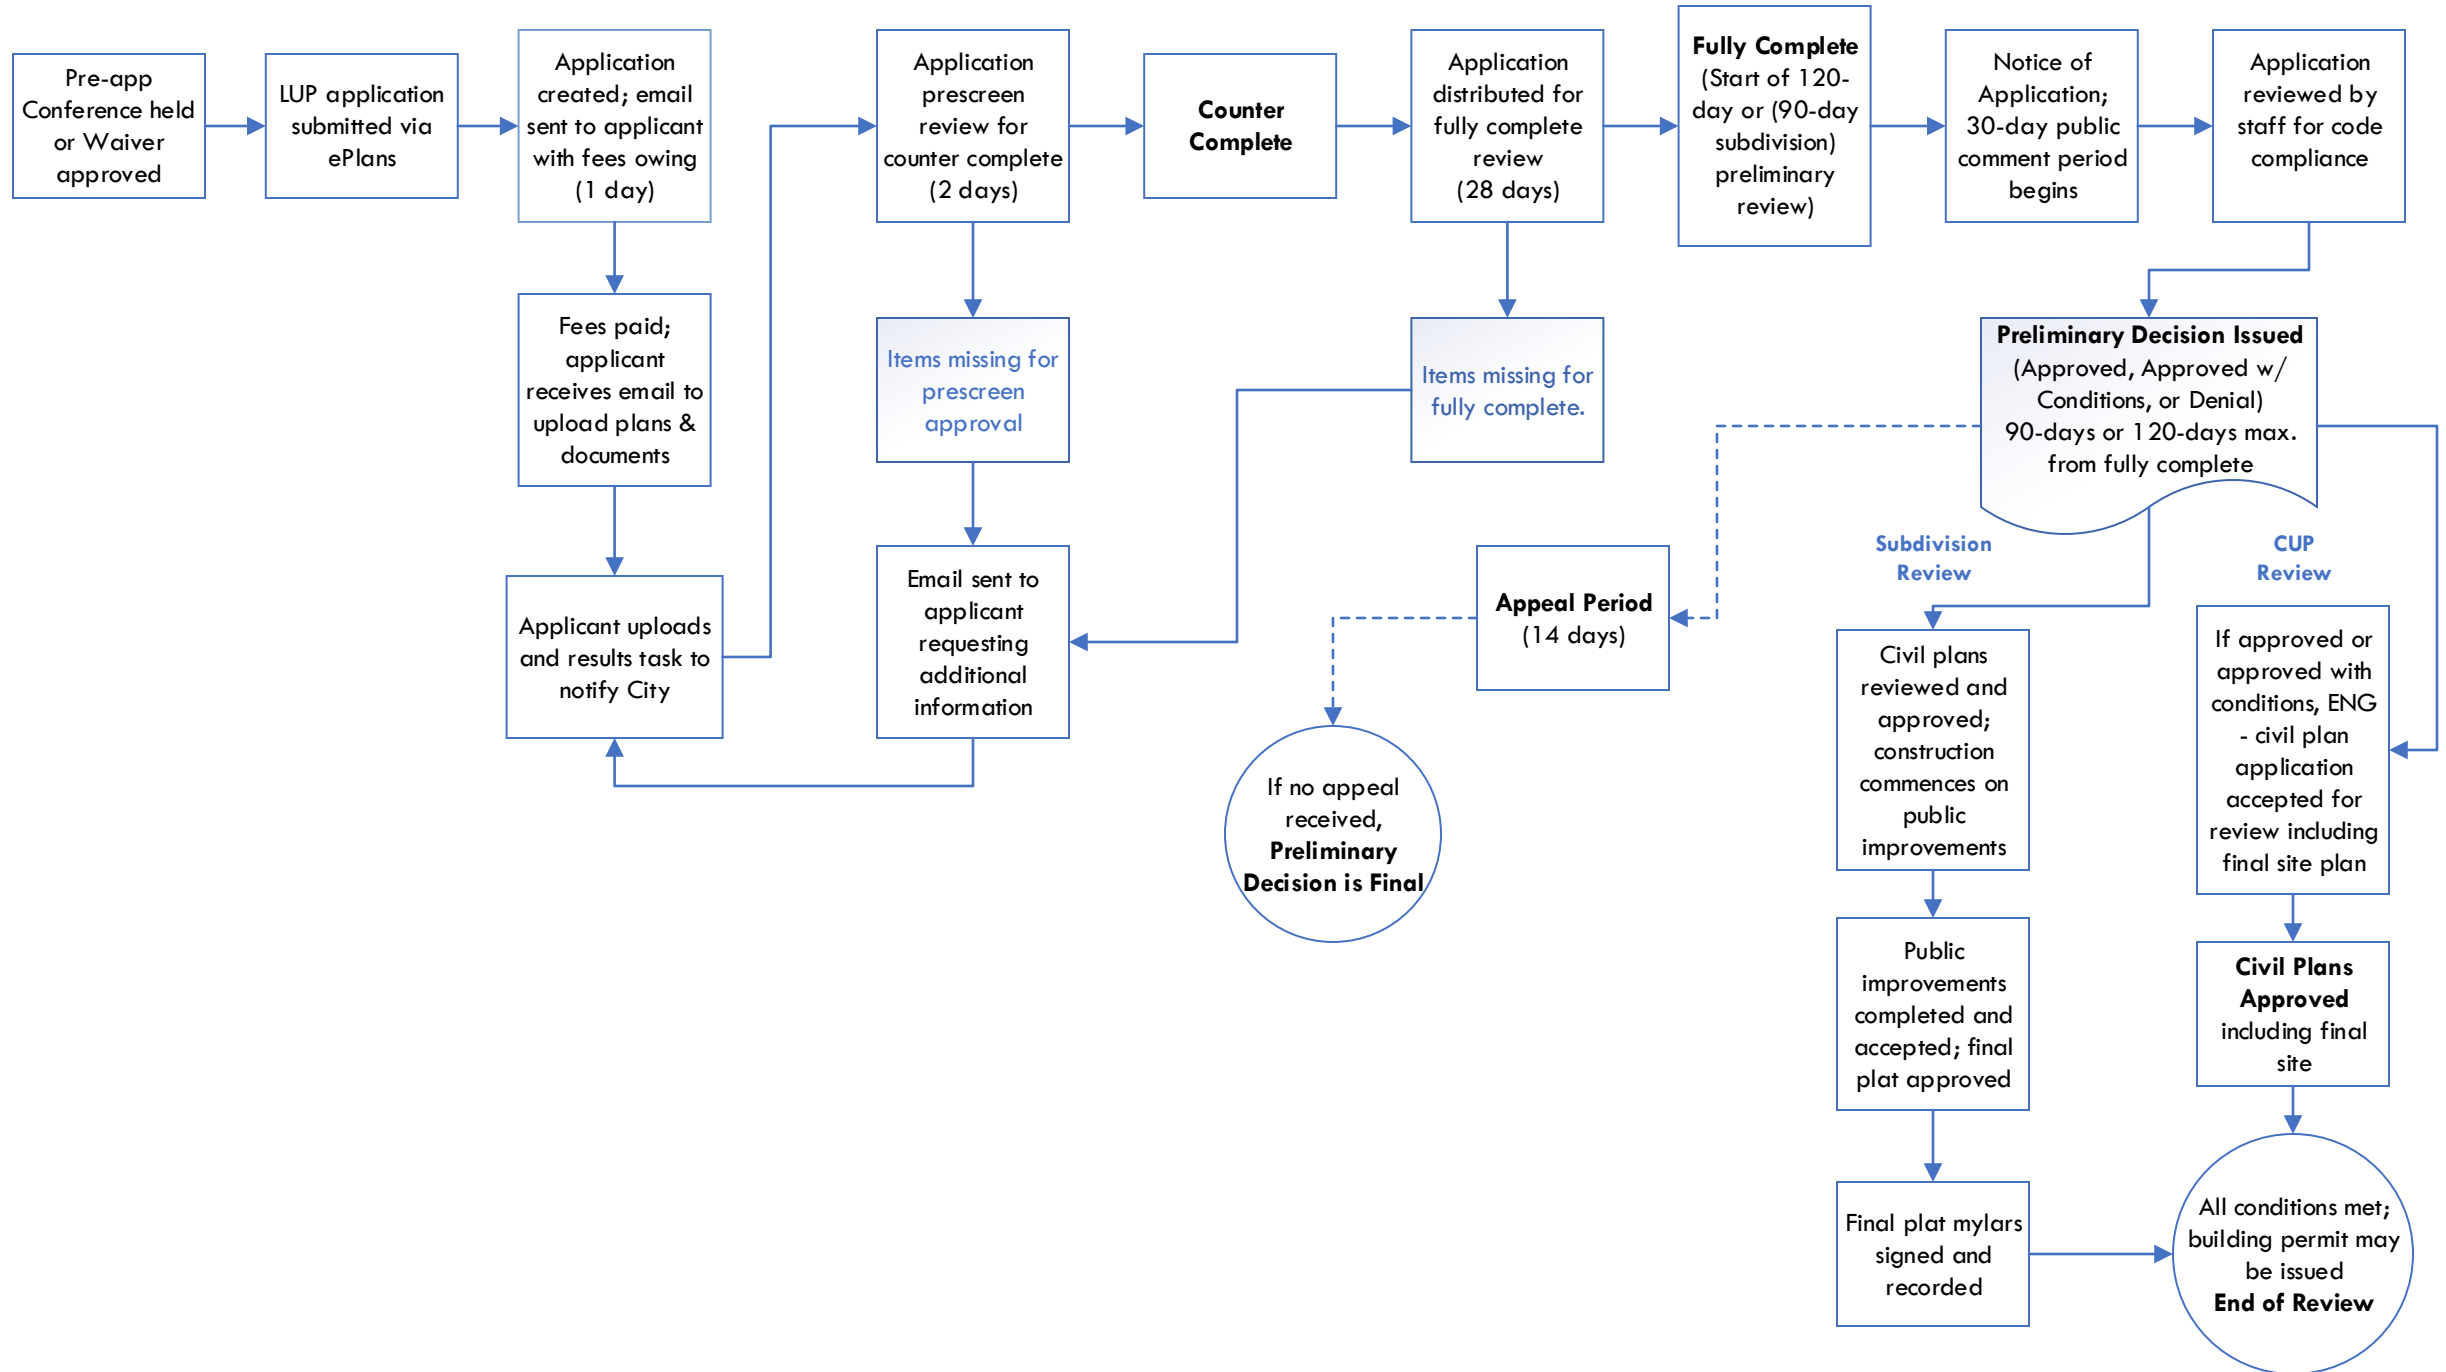 Pre-app
Conference held
or Waiver
approved
LUP application
submitted via
ePlans
Application
created; email
sent to applicant
with fees owing
(1 day)
Application
prescreen
review for
counter complete
(2 days)
Counter
Complete
Application
distributed for
fully complete
review
(28 days)
Fully Complete
(Start of 120-
day or (90-day
subdivision)
preliminary
review)
Notice of
Application;
30-day public
comment period
begins
Application
reviewed by
staff for code
compliance
Fees paid;
applicant
receives email to
upload plans &
documents
Items missing for
prescreen
approval
Items missing for
fully complete.
Preliminary Decision Issued
(Approved, Approved w/
Conditions, or Denial)
90-days or 120-days max.
from fully complete
Subdivision
Review
CUP
Review
Applicant uploads
and results task to
notify City
Email sent to
applicant
requesting
additional
information
Appeal Period
(14 days)
If no appeal
received,
Preliminary
Decision is Final
Civil plans
reviewed and
approved;
construction
commences on
public
improvements
If approved or
approved with
conditions, ENG
- civil plan
application
accepted for
review including
final site plan
Public
improvements
completed and
accepted; final
plat approved
Civil Plans
Approved
including final
site
Final plat mylars
signed and
recorded
All conditions met;
building permit may
be issued
End of Review